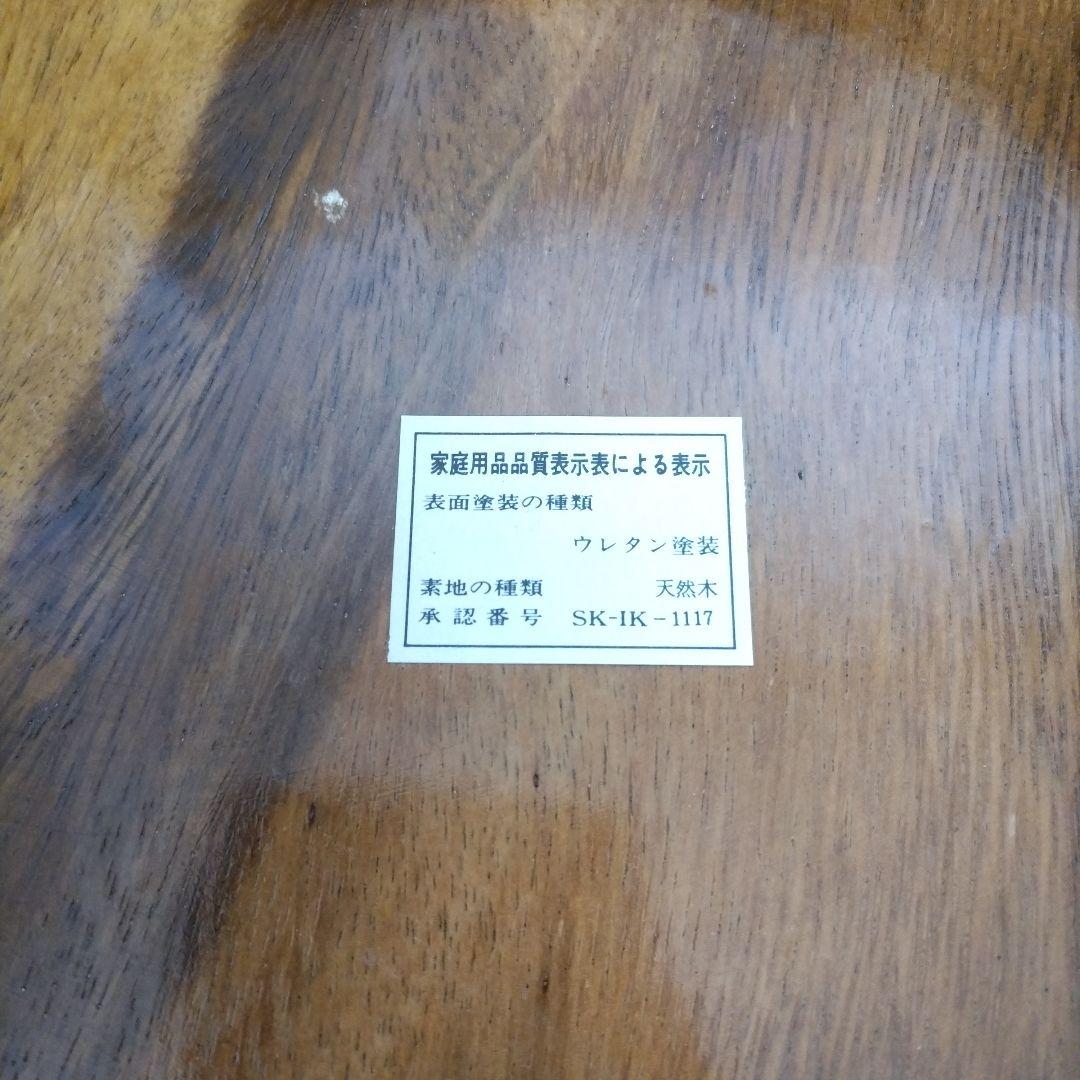 家庭用品品質表示表による表示
表面塗装の種類
ウレタン塗装
素地の種類 天然木
承認番号 SK-IK-1117